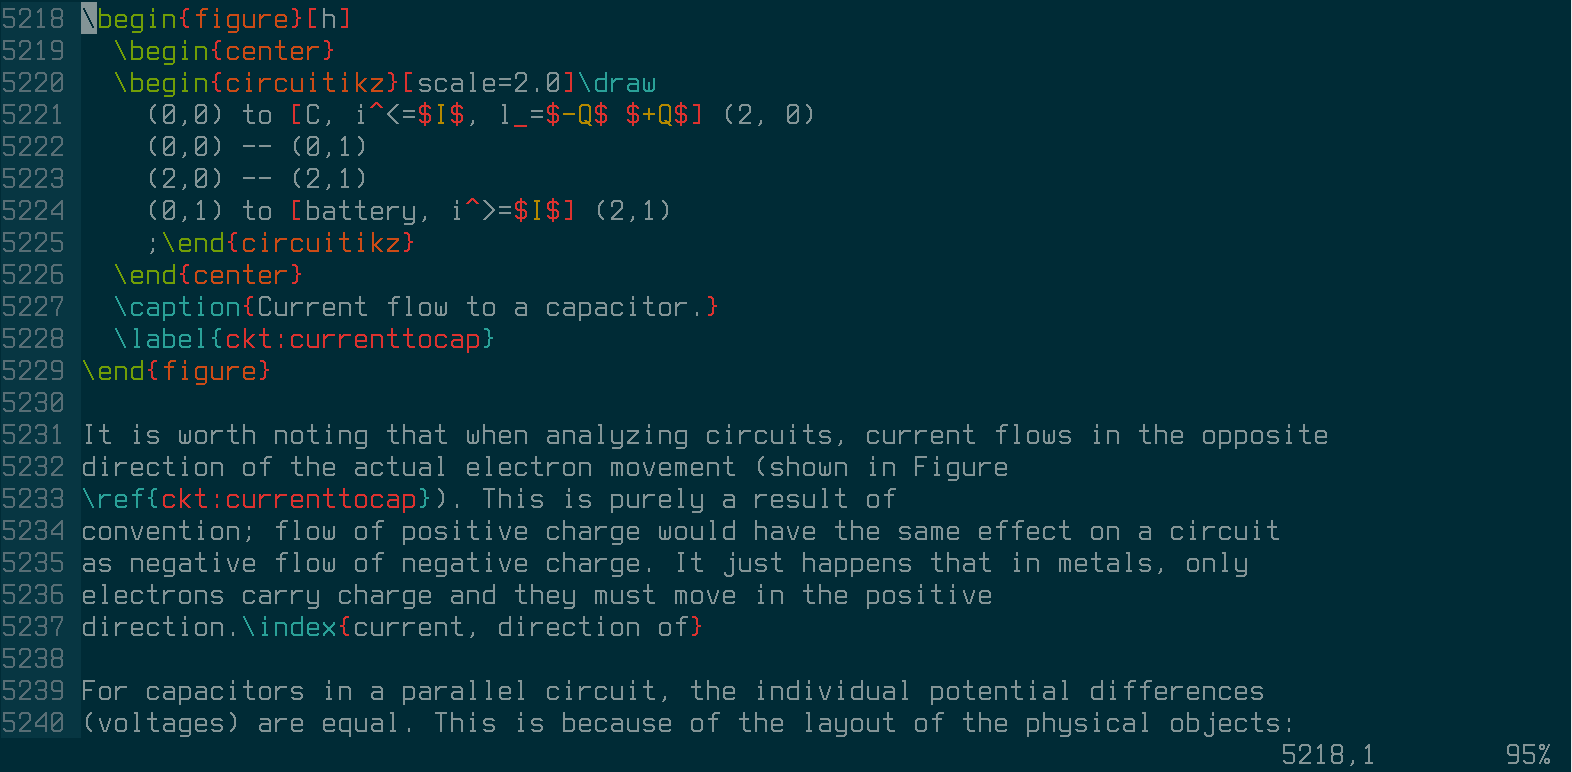 5218 \begin{figure}[h]
5219   \begin{center}
5220   \begin{circuitikz}[scale=2.0]\draw
5221     (0,0) to [C, i^<=$I$, l_=$-Q$ $+Q$] (2, 0)
5222     (0,0) -- (0,1)
5223     (2,0) -- (2,1)
5224     (0,1) to [battery, i^>=$I$] (2,1)
5225     ;\end{circuitikz}
5226   \end{center}
5227   \caption{Current flow to a capacitor.}
5228   \label{ckt:currenttocap}
5229 \end{figure}
5230
5231 It is worth noting that when analyzing circuits, current flows in the opposite
5232 direction of the actual electron movement (shown in Figure
5233 \ref{ckt:currenttocap}). This is purely a result of
5234 convention; flow of positive charge would have the same effect on a circuit
5235 as negative flow of negative charge. It just happens that in metals, only
5236 electrons carry charge and they must move in the positive
5237 direction.\index{current, direction of}
5238
5239 For capacitors in a parallel circuit, the individual potential differences
5240 (voltages) are equal. This is because of the layout of the physical objects:
5218,1 95%